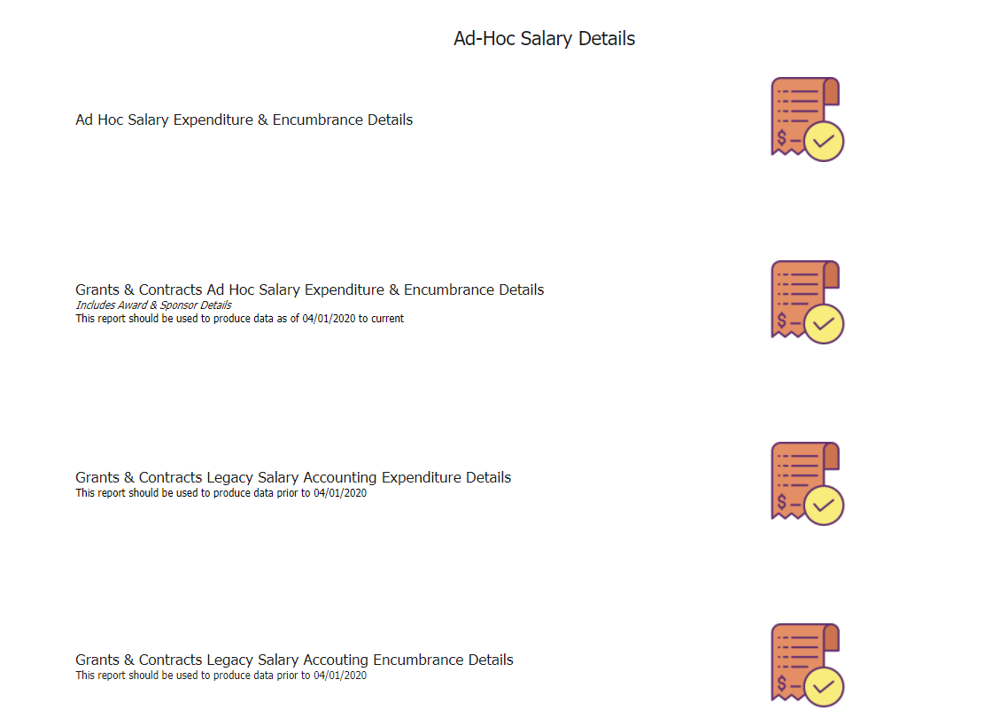 Ad-Hoc Salary Details
Ad Hoc Salary Expenditure & Encumbrance Details
$
Grants & Contracts Ad Hoc Salary Expenditure & Encumbrance Details
Includes Award & Sponsor Details
This report should be used to produce data as of 04/01/2020 to current
$
Grants & Contracts Legacy Salary Accounting Expenditure Details
This report should be used to produce data prior to 04/01/2020
$
Grants & Contracts Legacy Salary Accouting Encumbrance Details
This report should be used to produce data prior to 04/01/2020
$